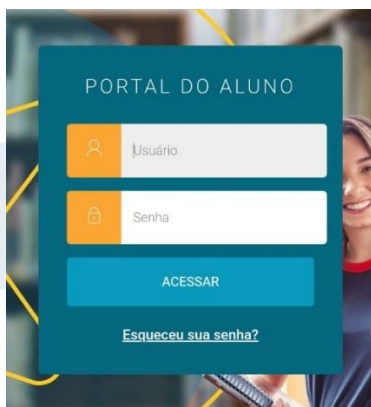 PORTAL DO ALUNO
Usuário
Senha
ACESSAR
Esqueceu sua senha?